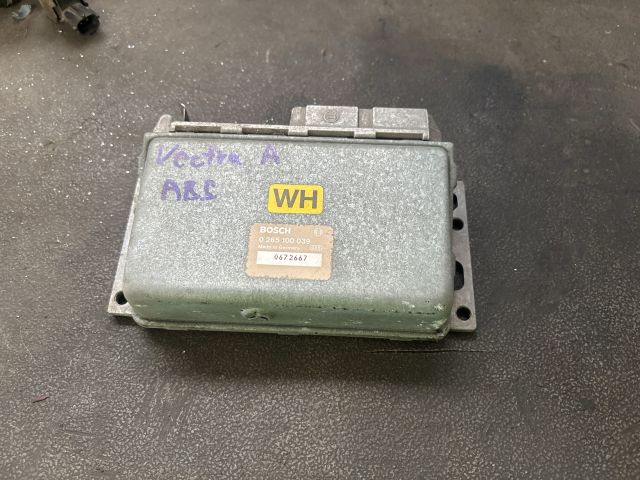 Vectra A
ABS
WH
BOSCH
0 265 100 039
Made in Germany
0672667